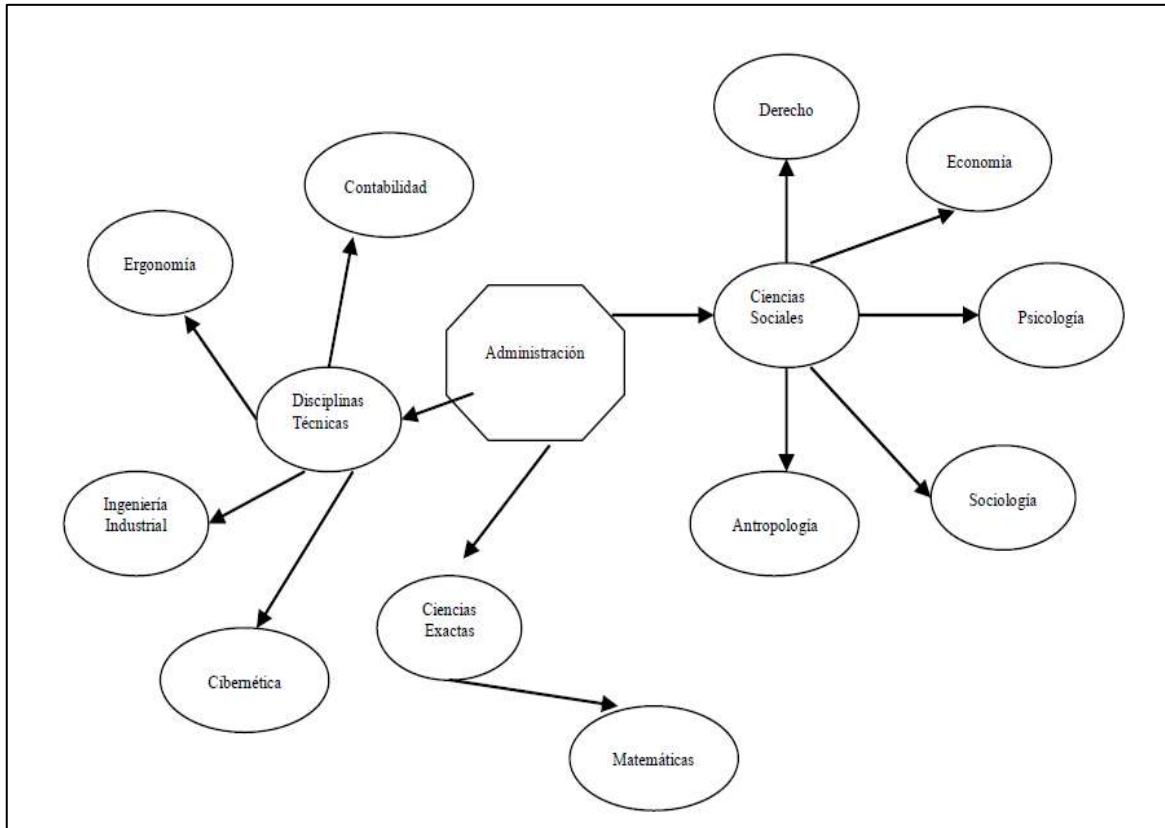 Derecho
Economía
Contabilidad
Ergonomía
Ciencias
Sociales
Psicología
Administración
Disciplinas
Técnicas
Ingeniería
Industrial
Sociología
Antropología
Ciencias
Exactas
Cibernética
Matemáticas